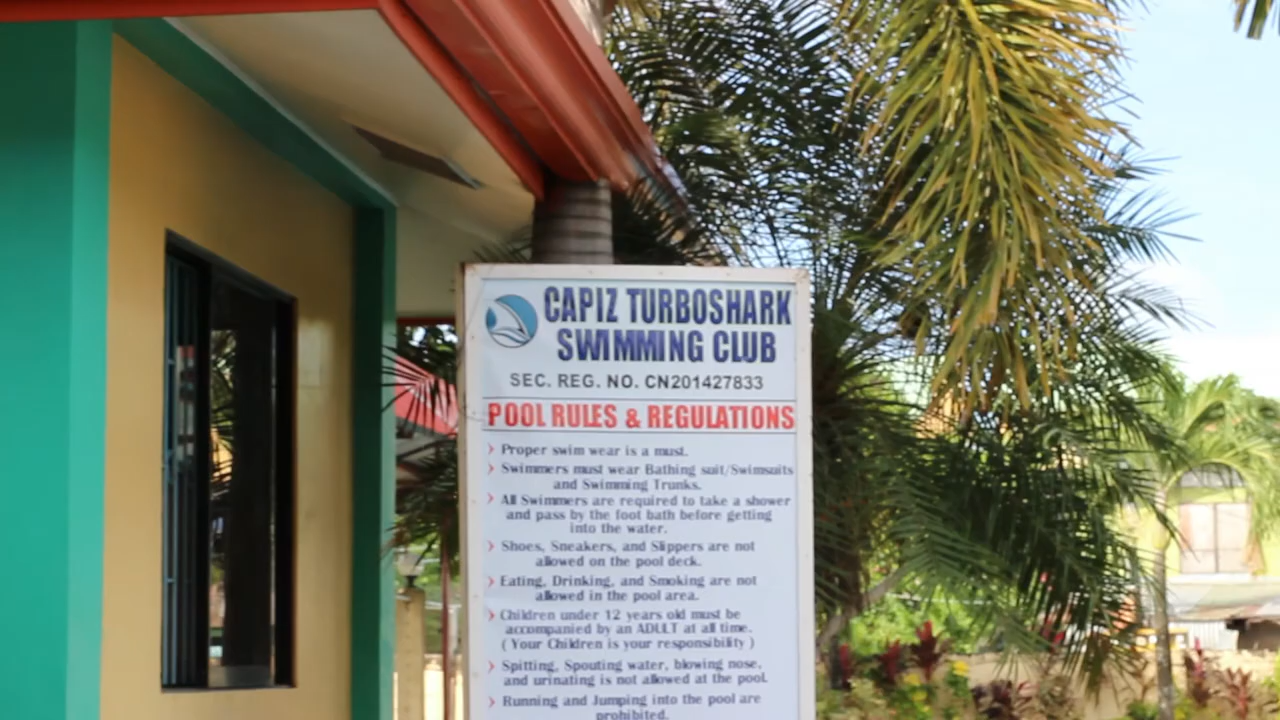 CAPIZ TURBOSHARK
SWIMMING CLUB
SEC. REG. NO. CN201427833
POOL RULES & REGULATIONS
Proper swim wear is a must.
Swimmers must wear Bathing suit/Swimsuits
and Swimming Trunks.
All Swimmers are required to take a shower
and pass by the foot bath before getting
into the water.
Shoes, Sneakers, and Slippers are not
allowed on the pool deck.
Eating, Drinking, and Smoking are not
allowed in the pool area.
Children under 12 years old must be
accompanied by an ADULT at all time.
( Your Children is your responsibility )
Spitting, Spouting water, blowing nose,
and urinating is not allowed at the pool.
Running and Jumping into the pool are
prohibited.